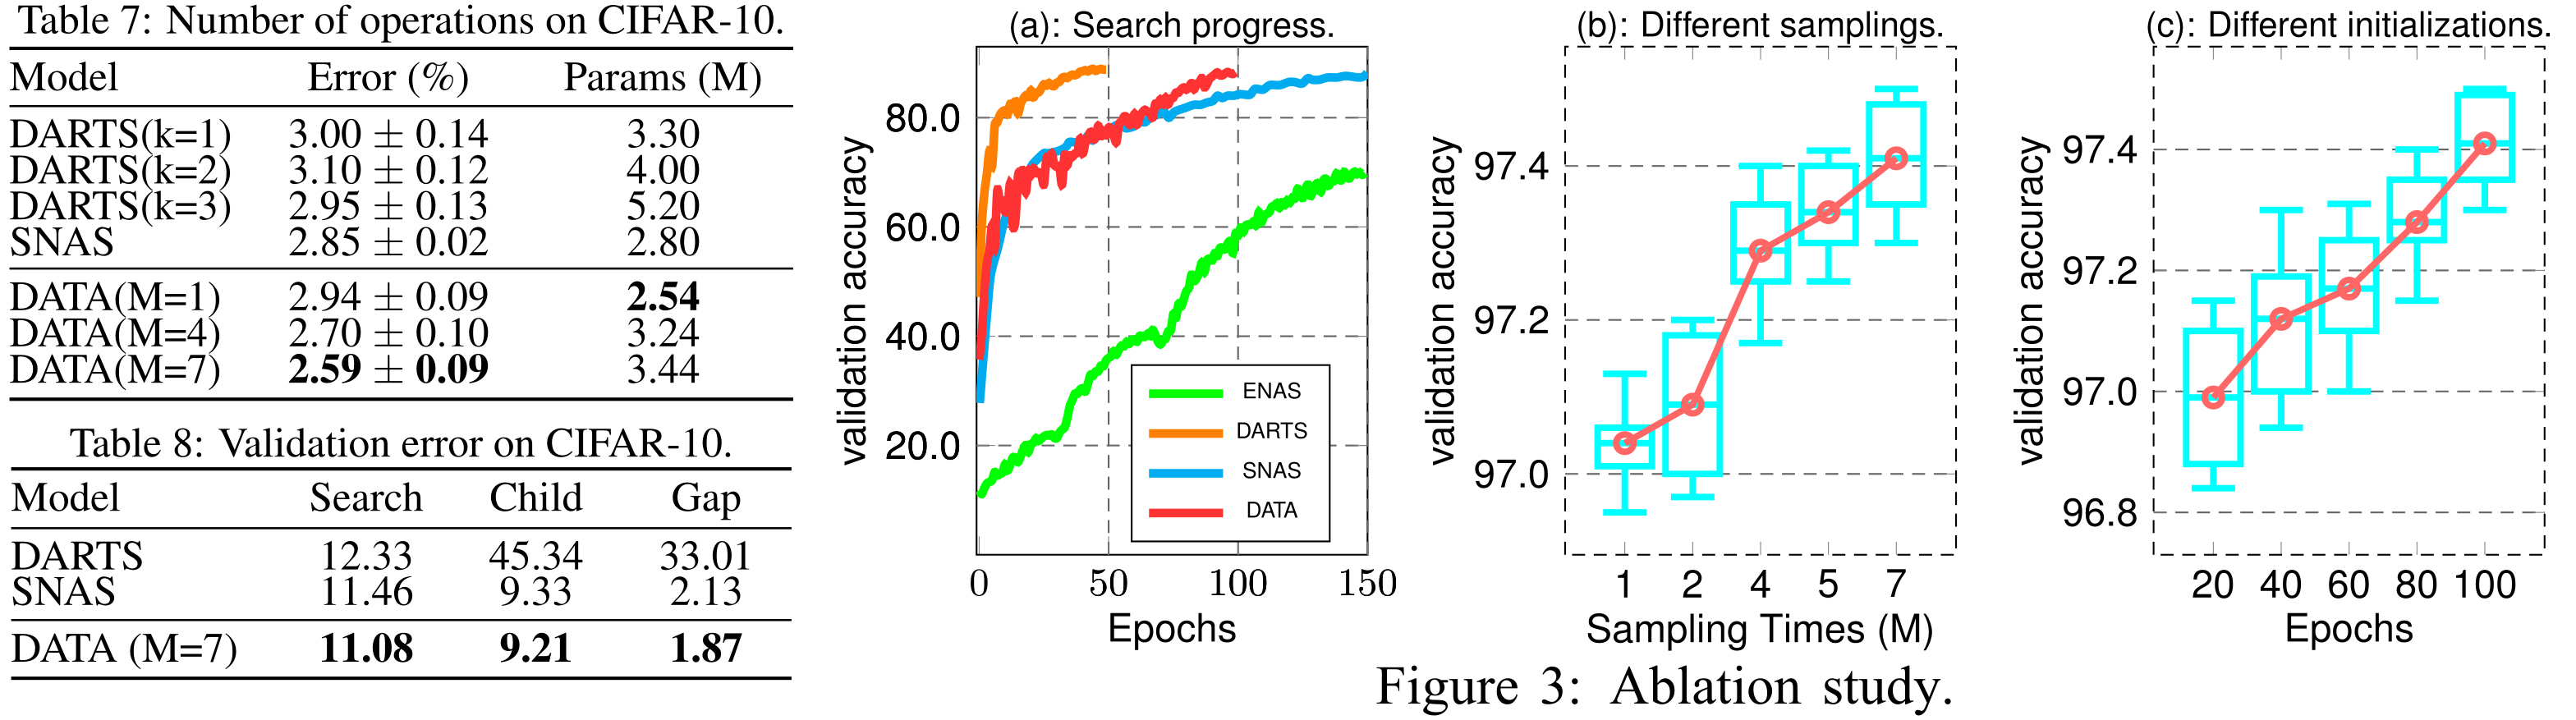 Table 7: Number of operations on CIFAR-10.
Model Error (%) Params (M)
DARTS(k=1) 3.00 ± 0.14 3.30
DARTS(k=2) 3.10 ± 0.12 4.00
DARTS(k=3) 2.95 ± 0.13 5.20
SNAS 2.85 ± 0.02 2.80
DATA(M=1) 2.94 ± 0.09 2.54
DATA(M=4) 2.70 ± 0.10 3.24
DATA(M=7) 2.59 ± 0.09 3.44
Table 8: Validation error on CIFAR-10.
Model Search Child Gap
DARTS 12.33 45.34 33.01
SNAS 11.46 9.33 2.13
DATA (M=7) 11.08 9.21 1.87
(a): Search progress.
validation accuracy
80.0
60.0
40.0
20.0
ENAS
DARTS
SNAS
DATA
0 50 100 150
Epochs
(b): Different samplings.
validation accuracy
97.4
97.2
97.0
1 2 4 5 7
Sampling Times (M)
(c): Different initializations.
validation accuracy
97.4
97.2
97.0
96.8
20 40 60 80 100
Epochs
Figure 3: Ablation study.